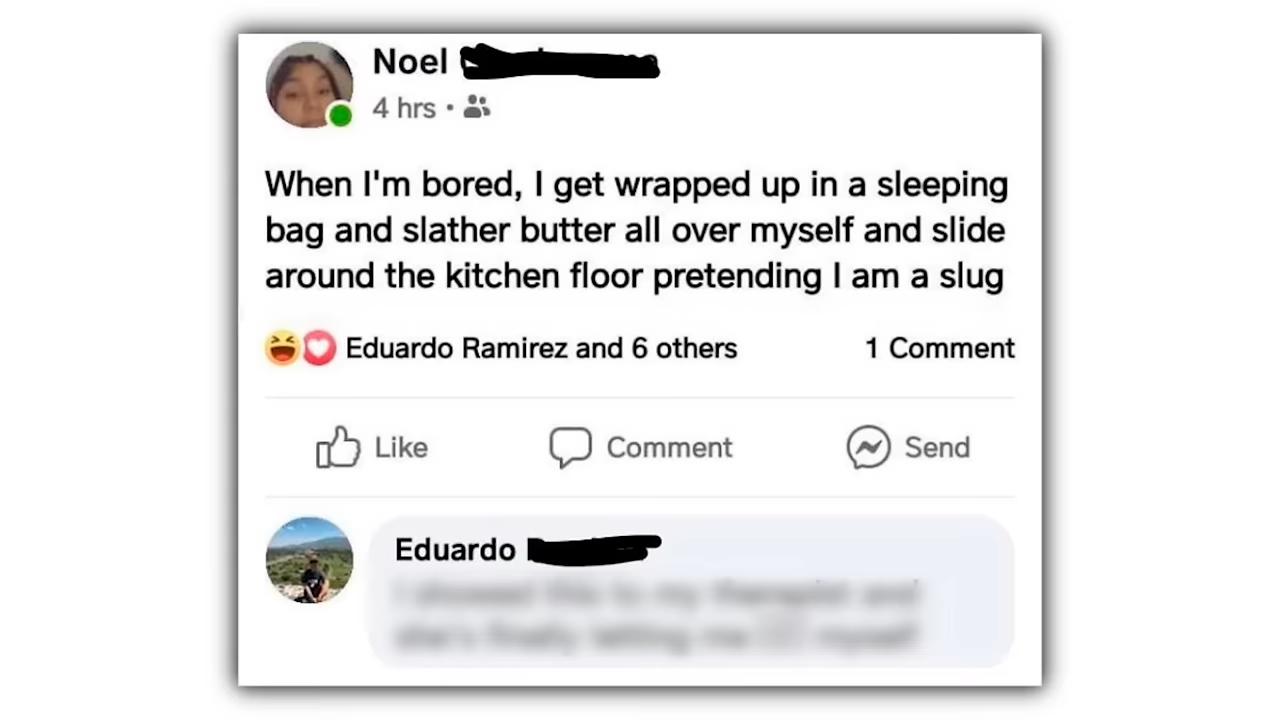 Noel
4 hrs •
When I'm bored, I get wrapped up in a sleeping
bag and slather butter all over myself and slide
around the kitchen floor pretending I am a slug
Eduardo Ramirez and 6 others 1 Comment
Like Comment Send
Eduardo